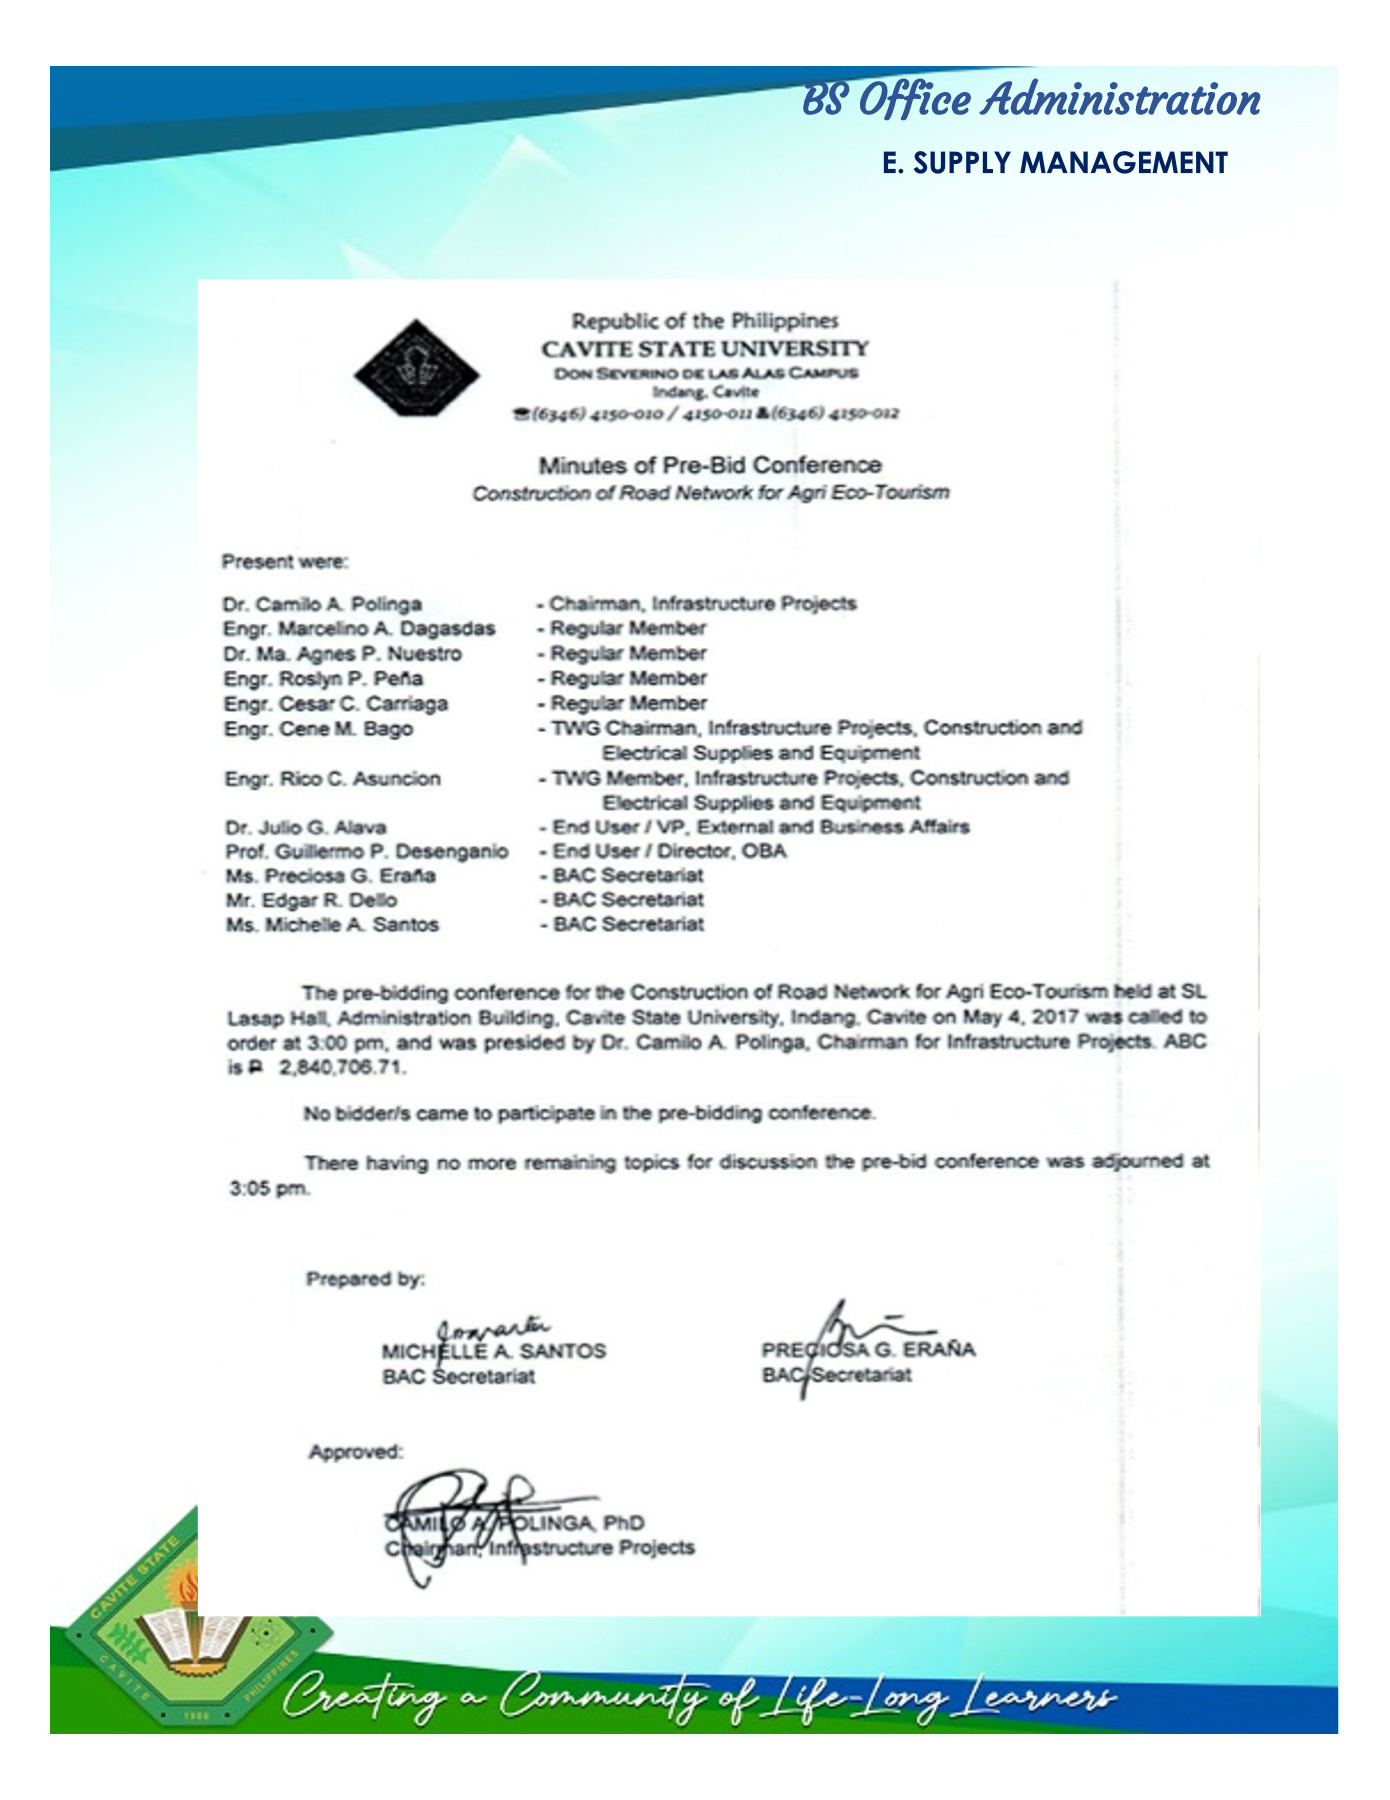 BS Office Administration
E. SUPPLY MANAGEMENT
Republic of the Philippines
CAVITE STATE UNIVERSITY
DON SEVERINO DE LAS ALAS CAMPUS
Indang, Cavite
☎(6346) 4150-010 / 4150-011 (6346) 4150-012
Minutes of Pre-Bid Conference
Construction of Road Network for Agri Eco-Tourism
Present were:
Dr. Camilo A. Polinga - Chairman, Infrastructure Projects
Engr. Marcelino A. Dagasdas - Regular Member
Dr. Ma. Agnes P. Nuestro - Regular Member
Engr. Roslyn P. Peña - Regular Member
Engr. Cesar C. Carriaga - Regular Member
Engr. Cene M. Bago - TWG Chairman, Infrastructure Projects, Construction and
Electrical Supplies and Equipment
Engr. Rico C. Asuncion - TWG Member, Infrastructure Projects, Construction and
Electrical Supplies and Equipment
Dr. Julio G. Alava - End User / VP, External and Business Affairs
Prof. Guillermo P. Desenganio - End User / Director, OBA
Ms. Preciosa G. Eraña - BAC Secretariat
Mr. Edgar R. Dello - BAC Secretariat
Ms. Michelle A. Santos - BAC Secretariat
The pre-bidding conference for the Construction of Road Network for Agri Eco-Tourism held at SL
Lasap Hall, Administration Building, Cavite State University, Indang, Cavite on May 4, 2017 was called to
order at 3:00 pm, and was presided by Dr. Camilo A. Polinga, Chairman for Infrastructure Projects. ABC
is P 2,840,706.71.
No bidder/s came to participate in the pre-bidding conference.
There having no more remaining topics for discussion the pre-bid conference was adjourned at
3:05 pm.
Prepared by:
MICHELLE A. SANTOS PRECIOSA G. ERAÑA
BAC Secretariat BAC Secretariat
Approved:
CAMILO A. POLINGA, PhD
Chairman, Infrastructure Projects
CAVITE STATE
CAVITE
PHILIPPINES
1906
Creating a Community of Life-Long Learners